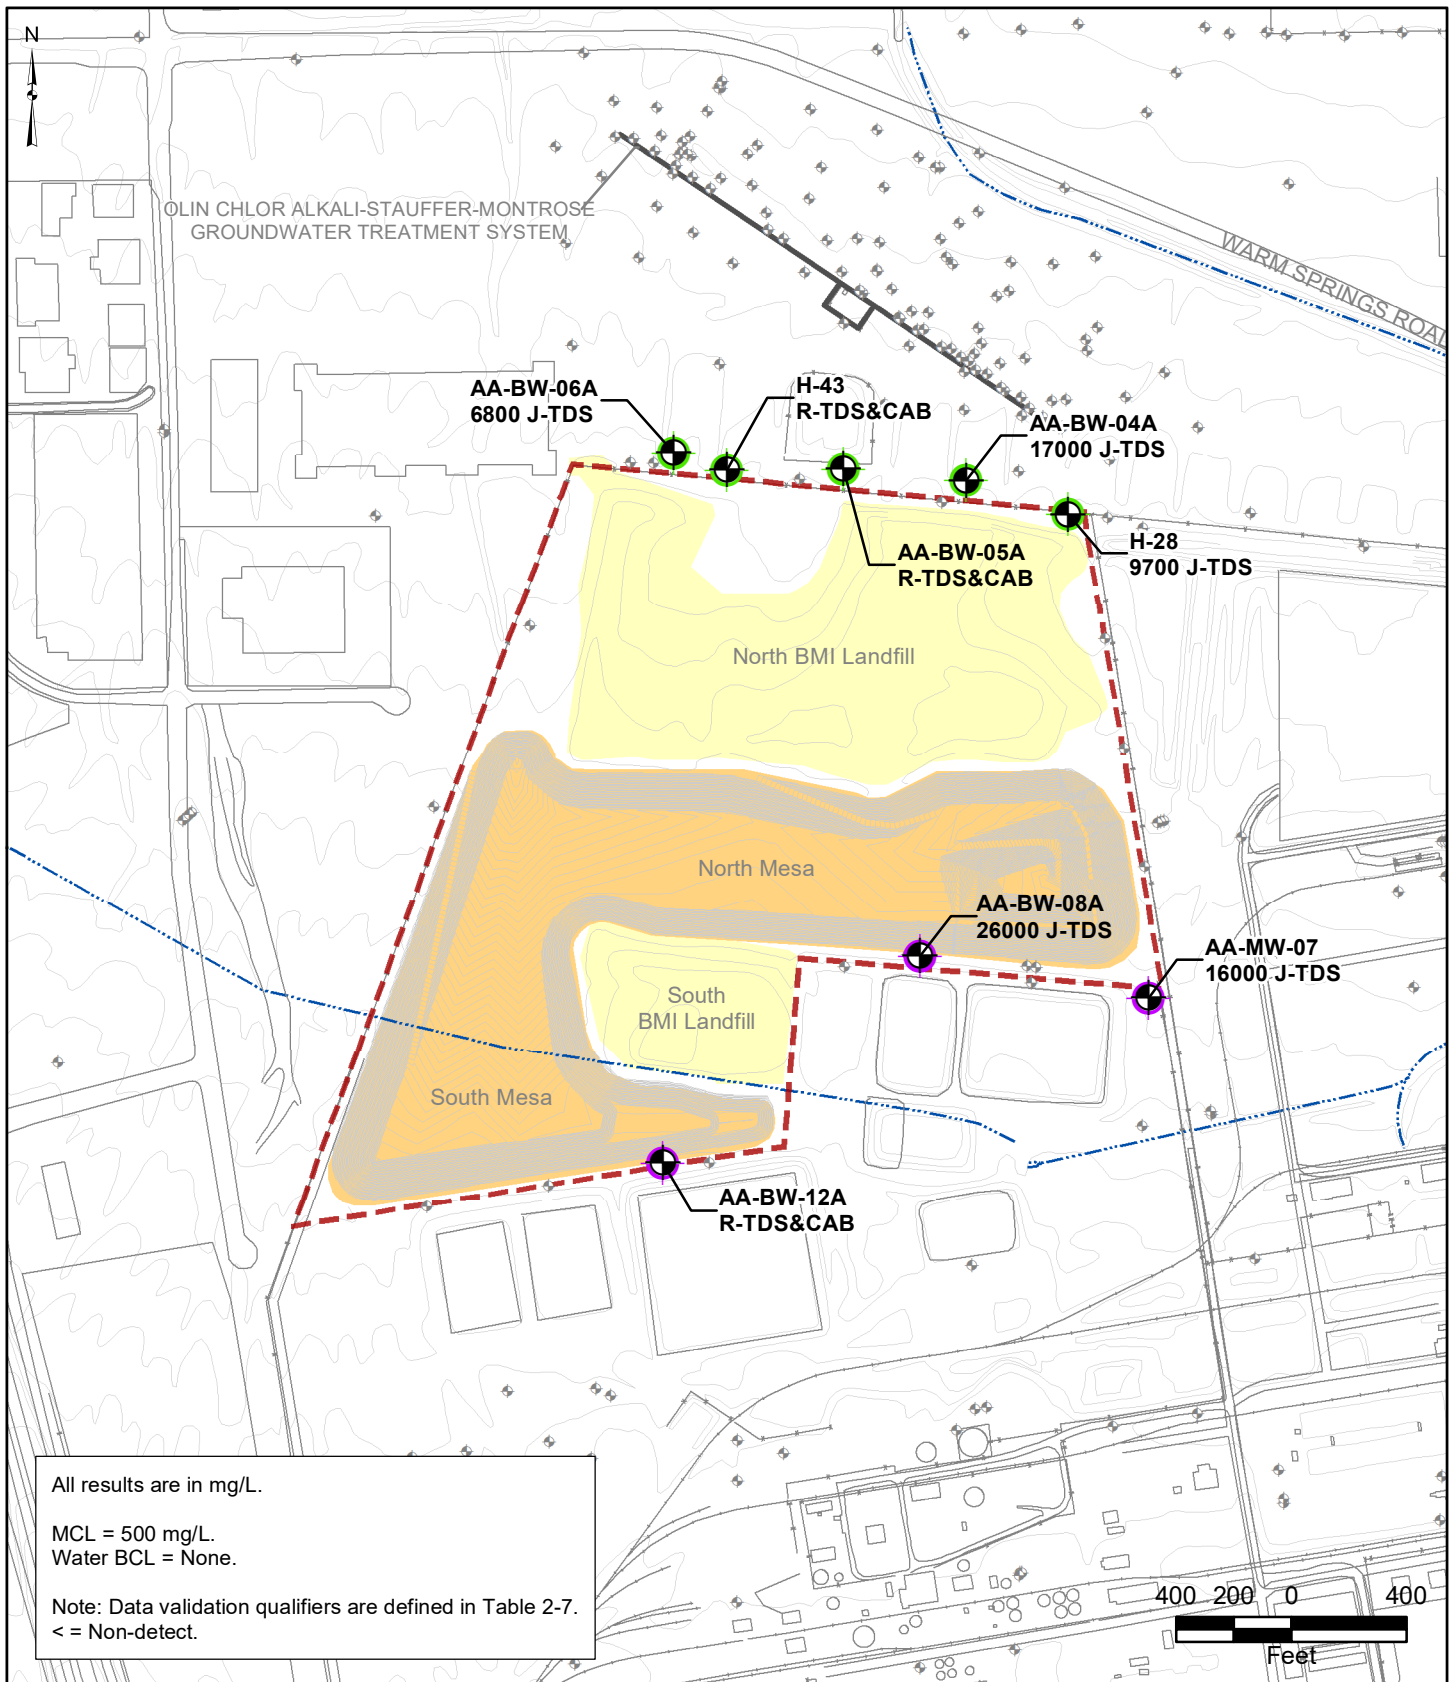 N
OLIN CHLOR ALKALI-STAUFFER-MONTROSE
GROUNDWATER TREATMENT SYSTEM
WARM SPRINGS ROAD
AA-BW-06A
6800 J-TDS
H-43
R-TDS&CAB
AA-BW-04A
17000 J-TDS
AA-BW-05A
R-TDS&CAB
H-28
9700 J-TDS
North BMI Landfill
North Mesa
AA-BW-08A
26000 J-TDS
AA-MW-07
16000 J-TDS
South
BMI Landfill
South Mesa
AA-BW-12A
R-TDS&CAB
All results are in mg/L.
MCL = 500 mg/L.
Water BCL = None.
Note: Data validation qualifiers are defined in Table 2-7.
< = Non-detect.
400 200 0 400
Feet